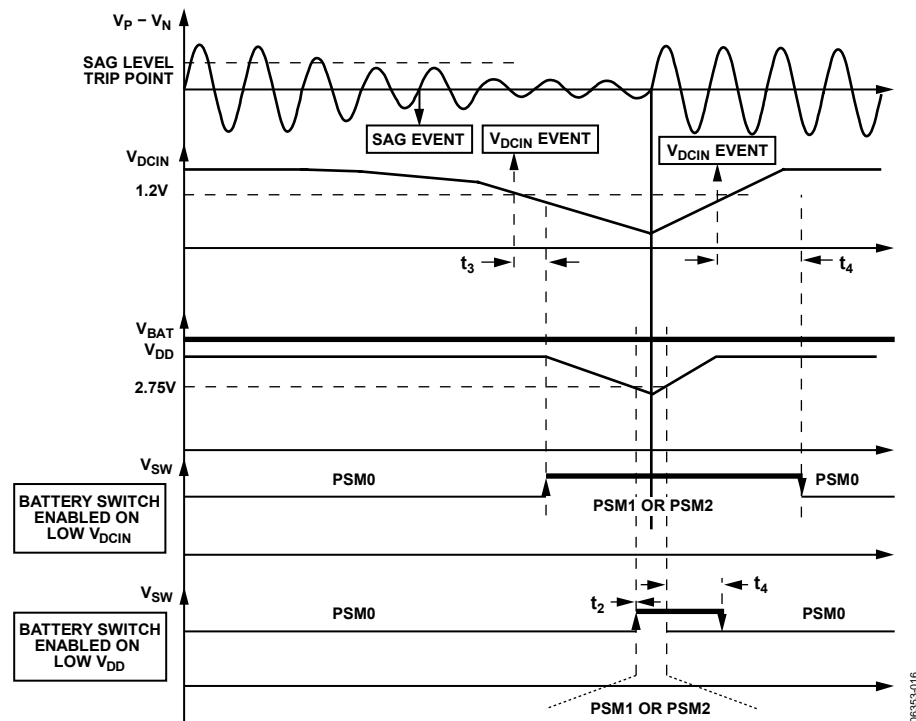 VP – VN
SAG LEVEL
TRIP POINT
SAG EVENT
VDCIN EVENT
VDCIN EVENT
VDCIN
1.2V
t3
t4
VBAT
VDD
2.75V
VSW
PSM0
PSM0
BATTERY SWITCH
ENABLED ON
LOW VDCIN
PSM1 OR PSM2
VSW
t2
t4
PSM0
PSM0
BATTERY SWITCH
ENABLED ON
LOW VDD
PSM1 OR PSM2
06353-016